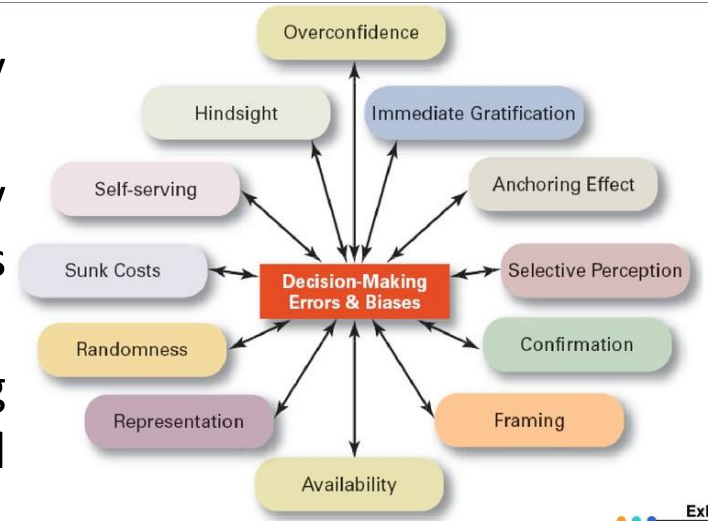 Overconfidence
Hindsight
Immediate Gratification
Self-serving
Anchoring Effect
Sunk Costs
Selective Perception
Decision-Making
Errors & Biases
Randomness
Confirmation
Representation
Framing
Availability